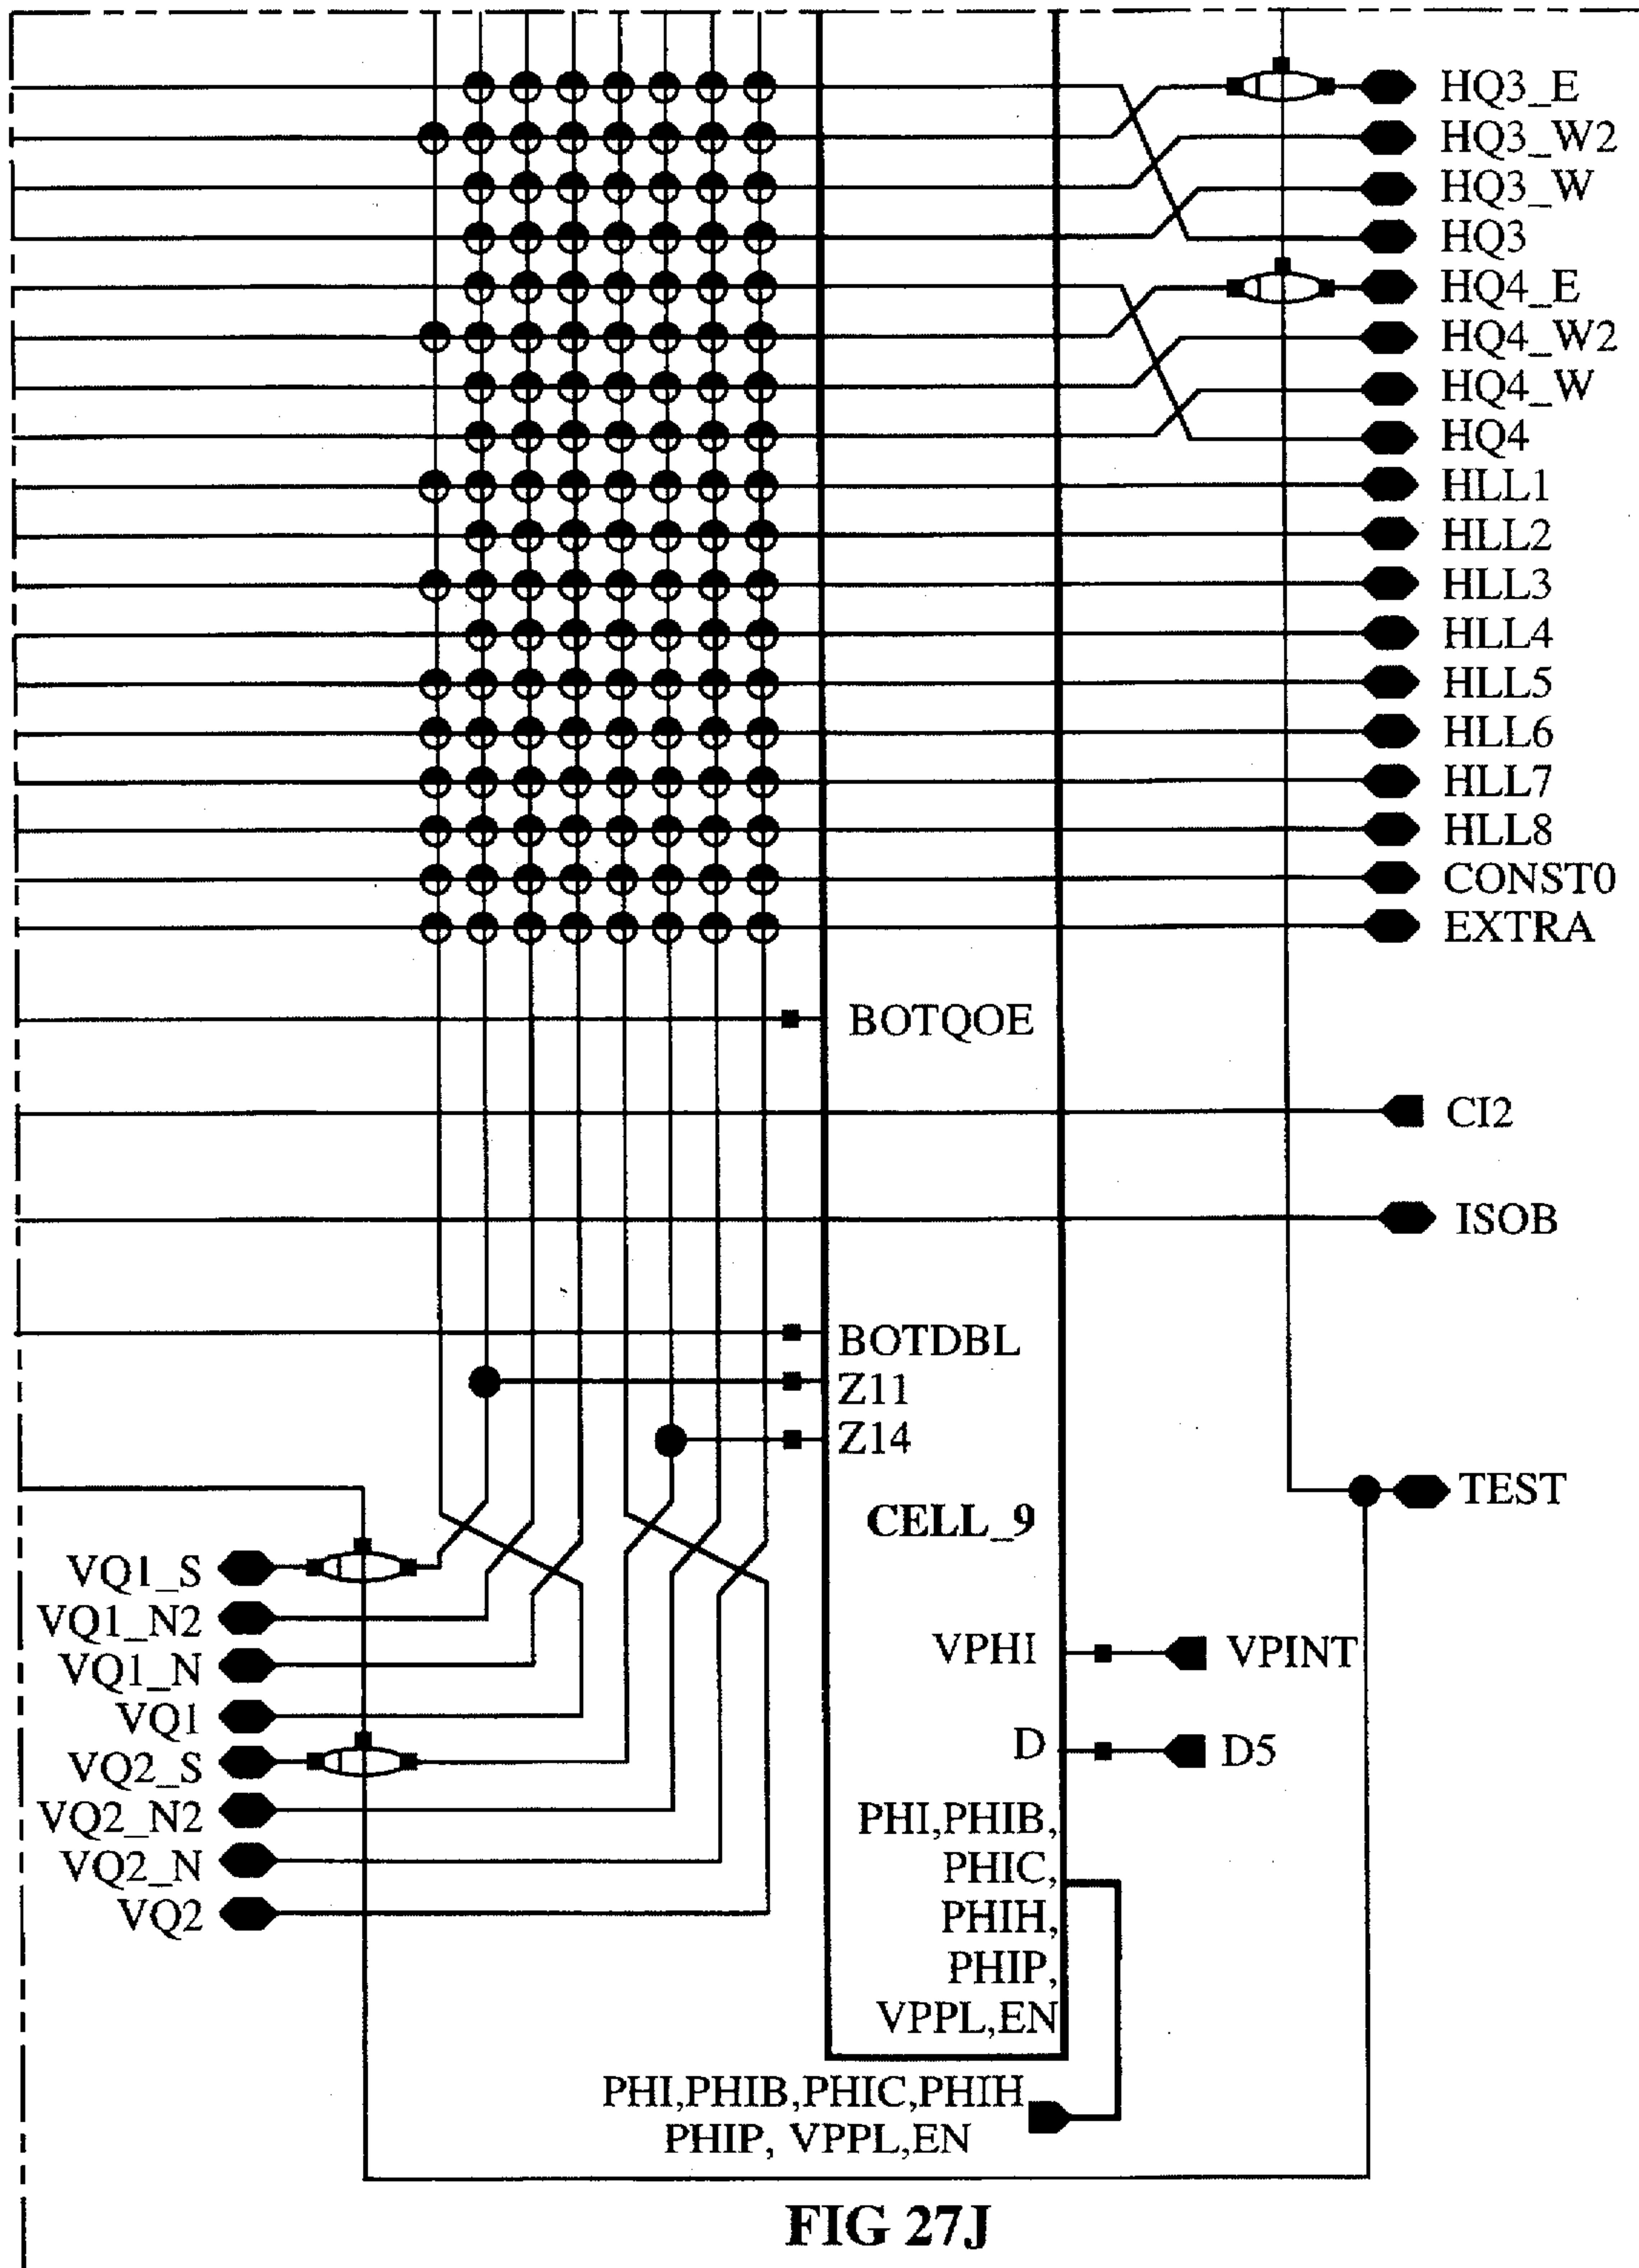 HQ3_E
HQ3_W2
HQ3_W
HQ3
HQ4_E
HQ4_W2
HQ4_W
HQ4
HLL1
HLL2
HLL3
HLL4
HLL5
HLL6
HLL7
HLL8
CONST0
EXTRA
BOTQOE
CI2
ISOB
BOTDBL
Z11
Z14
TEST
CELL_9
VQ1_S
VQ1_N2
VQ1_N
VQ1
VQ2_S
VQ2_N2
VQ2_N
VQ2
VPHI
VPINT
D
D5
PHI,PHIB,
PHIC,
PHIH,
PHIP,
VPPL,EN
PHI,PHIB,PHIC,PHIH
PHIP, VPPL,EN
FIG 27J